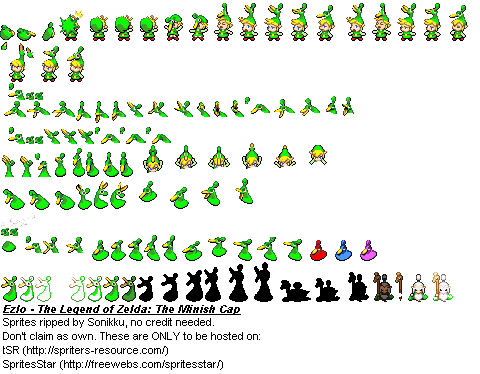 Ezlo - The Legend of Zelda: The Minish Cap
Sprites ripped by Sonikku, no credit needed.
Don't claim as own. These are ONLY to be hosted on:
tSR (http://spriters-resource.com/)
SpritesStar (http://freewebs.com/spritesstar/)